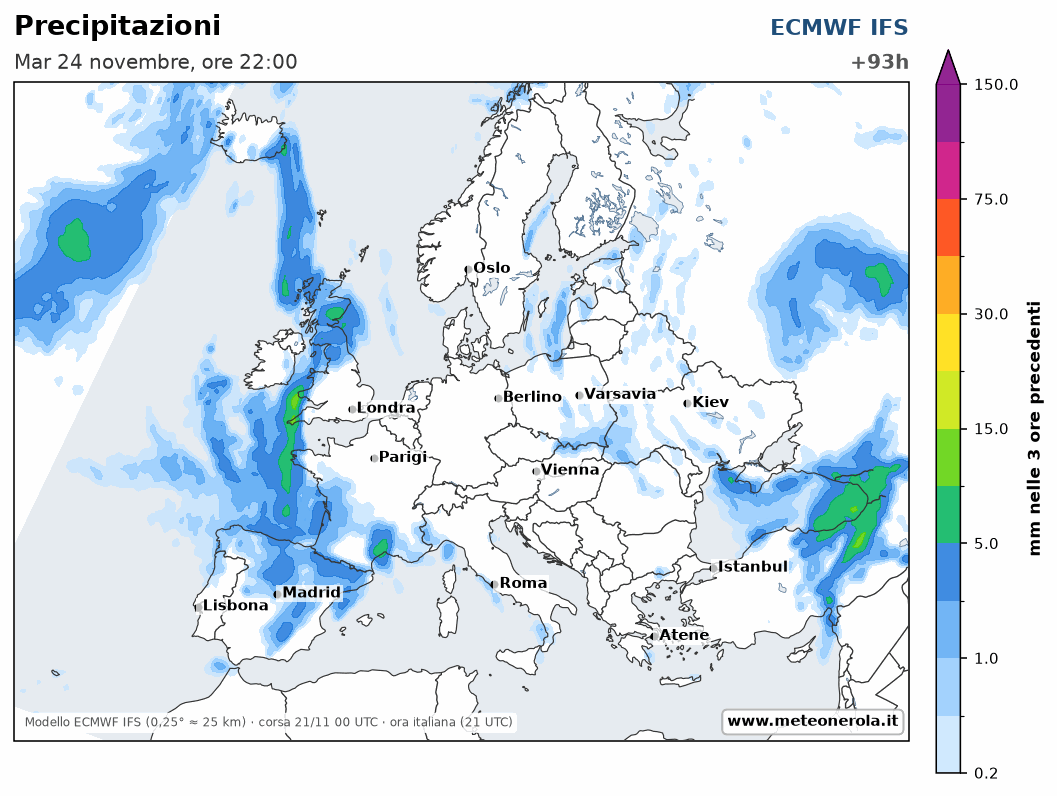 Precipitazioni
ECMWF IFS
Mar 24 novembre, ore 22:00
+93h
150.0
75.0
30.0
15.0
5.0
1.0
0.2
mm nelle 3 ore precedenti
Oslo
Berlino
Varsavia
Kiev
Londra
Parigi
Vienna
Istanbul
Roma
Madrid
Lisbona
Atene
Modello ECMWF IFS (0,25° ≈ 25 km) · corsa 21/11 00 UTC · ora italiana (21 UTC)
www.meteonerola.it